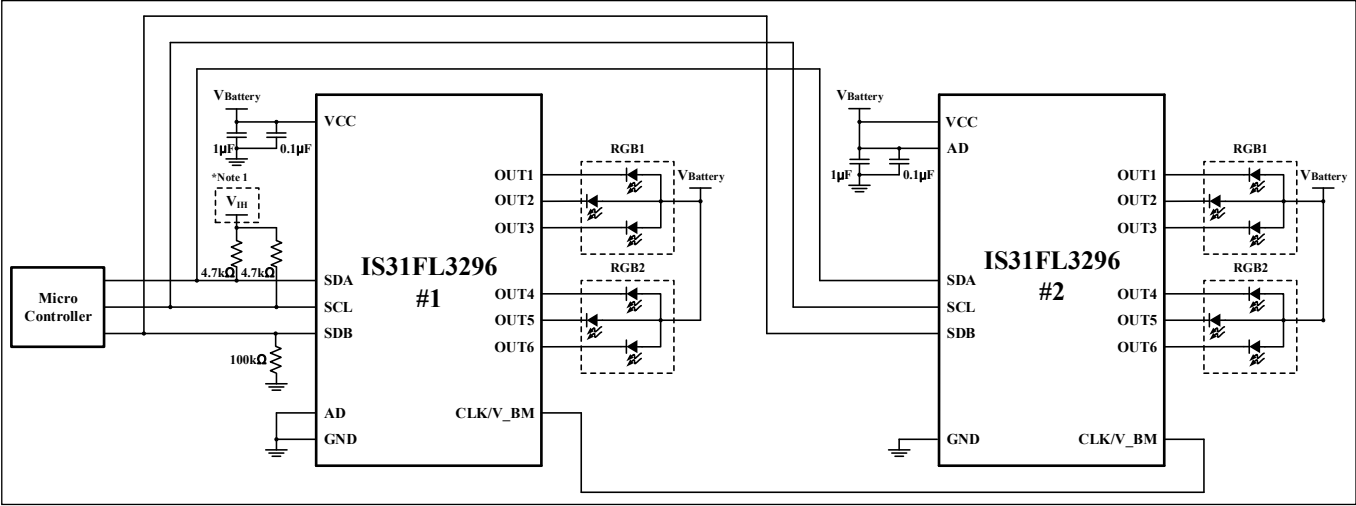 VBattery
VCC
1µF
0.1µF
*Note 1
VIH
4.7kΩ
4.7kΩ
Micro
Controller
SDA
SCL
SDB
100kΩ
AD
GND
IS31FL3296
#1
OUT1
OUT2
OUT3
OUT4
OUT5
OUT6
CLK/V_BM
RGB1
VBattery
RGB2
VBattery
VCC
AD
1µF
0.1µF
SDA
SCL
SDB
GND
IS31FL3296
#2
OUT1
OUT2
OUT3
OUT4
OUT5
OUT6
CLK/V_BM
RGB1
VBattery
RGB2